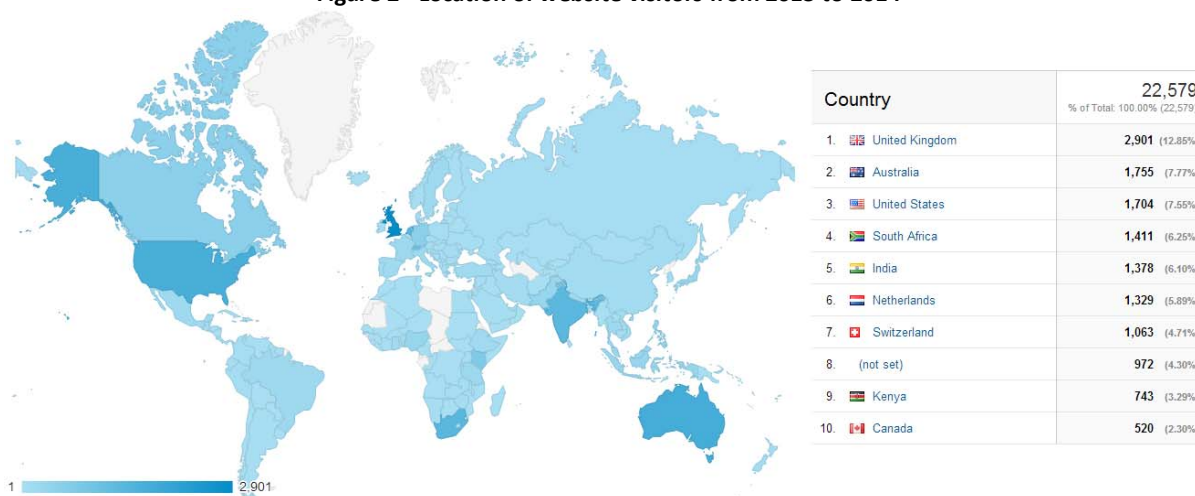 Country
22,579
% of Total: 100.00% (22,579
1. United Kingdom 2,901 (12.85%
2. Australia 1,755 (7.77%
3. United States 1,704 (7.55%
4. South Africa 1,411 (6.25%
5. India 1,378 (6.10%
6. Netherlands 1,329 (5.89%
7. Switzerland 1,063 (4.71%
8. (not set) 972 (4.30%
9. Kenya 743 (3.29%
10. Canada 520 (2.30%
1 2,901